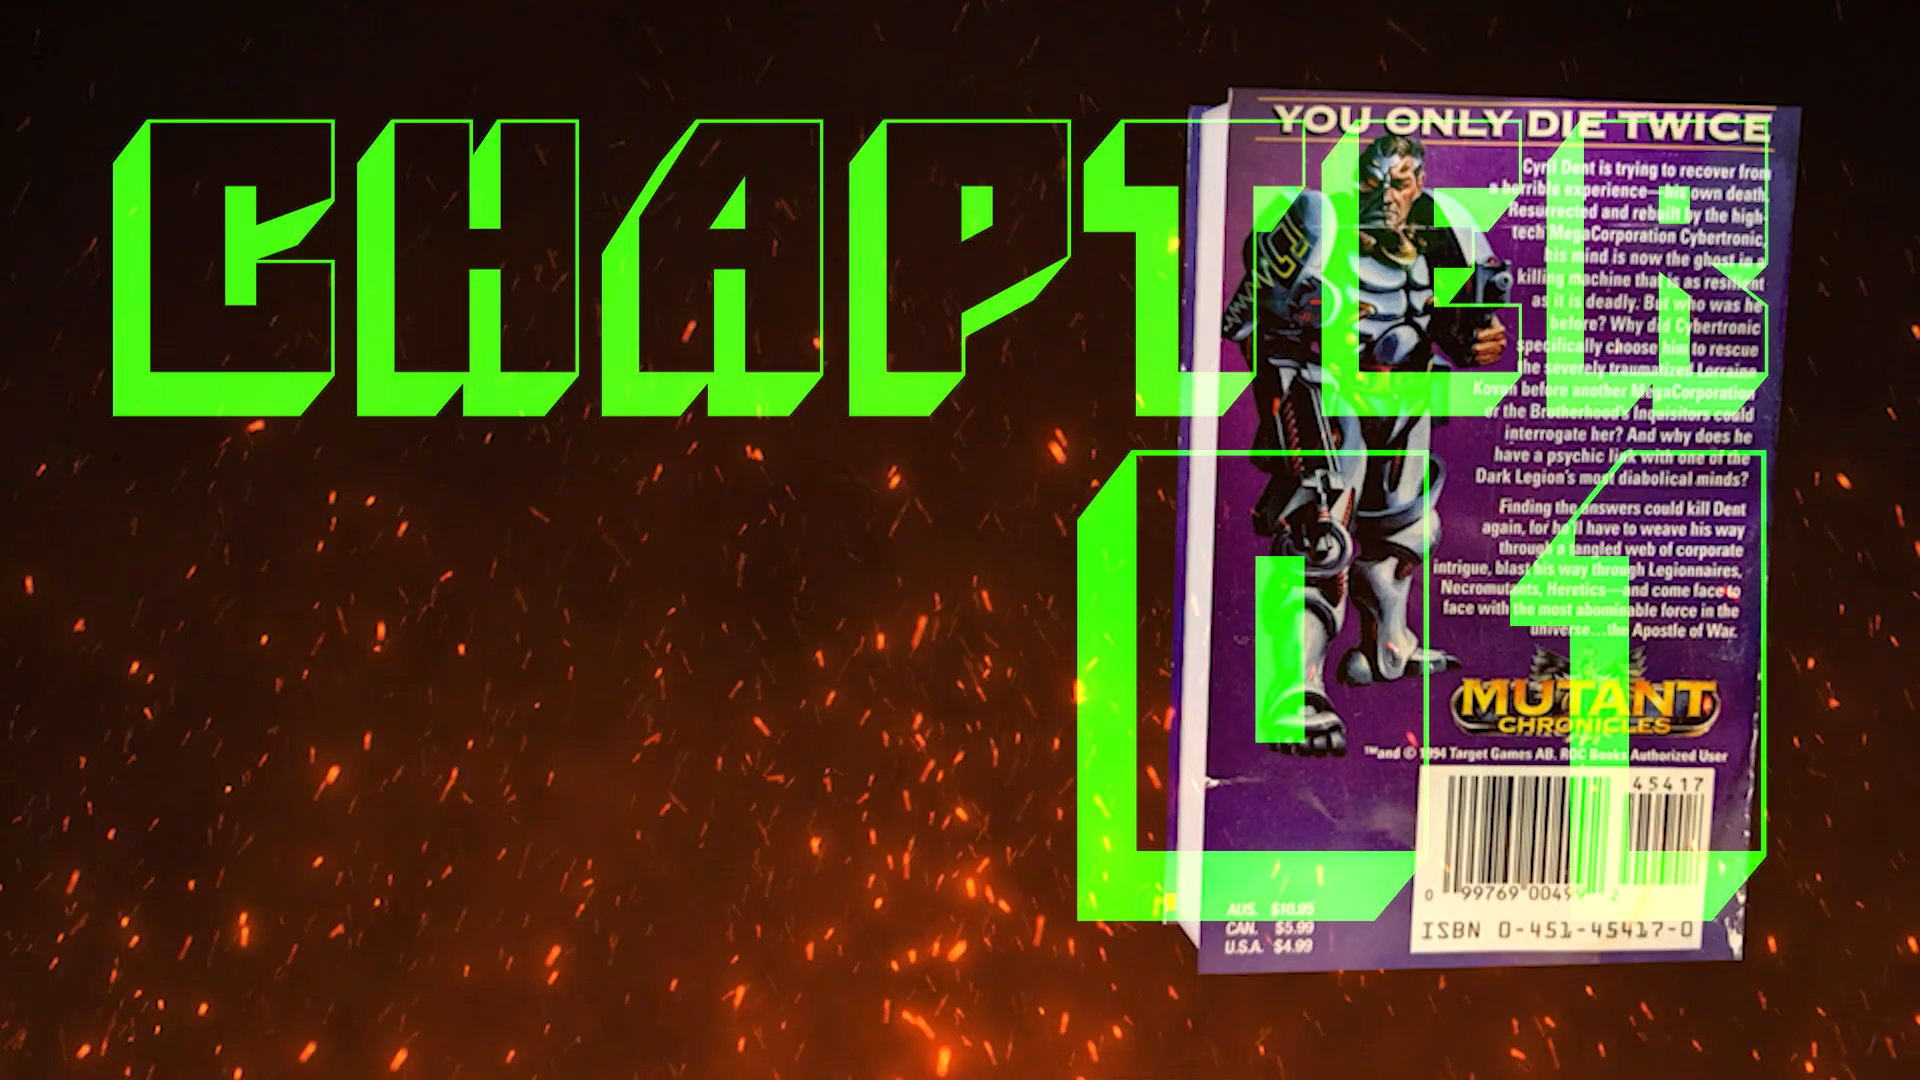 CHAPTER
01
YOU ONLY DIE TWICE
Cyril Dent is trying to recover from
a horrible experience—his own death.
Resurrected and rebuilt by the high-
tech MegaCorporation Cybertronic,
his mind is now the ghost in a
killing machine that is as resilient
as it is deadly. But who was he
before? Why did Cybertronic
specifically choose him to rescue
the severely traumatized Lorraine
Kovan before another MegaCorporation
or the Brotherhood's Inquisitors could
interrogate her? And why does he
have a psychic link with one of the
Dark Legion's most diabolical minds?
Finding the answers could kill Dent
again, for he'll have to weave his way
through a tangled web of corporate
intrigue, blast his way through Legionnaires,
Necromutants, Heretics—and come face to
face with the most abominable force in the
universe...the Apostle of War.
MUTANT
CHRONICLES
™and © 1994 Target Games AB. ROC Books Authorized User
45417
0 99769 00499 2
ISBN 0-451-45417-0
AUS. $10.95
CAN. $5.99
U.S.A. $4.99